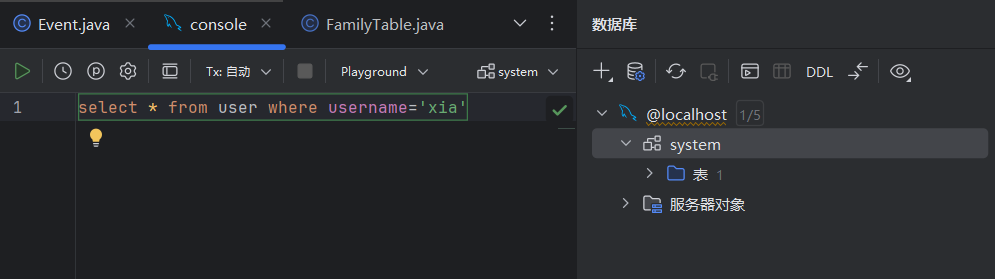 Event.java
console
FamilyTable.java
数据库
Tx: 自动
Playground
system
DDL
1 select * from user where username='xia'
@localhost 1/5
system
表 1
服务器对象